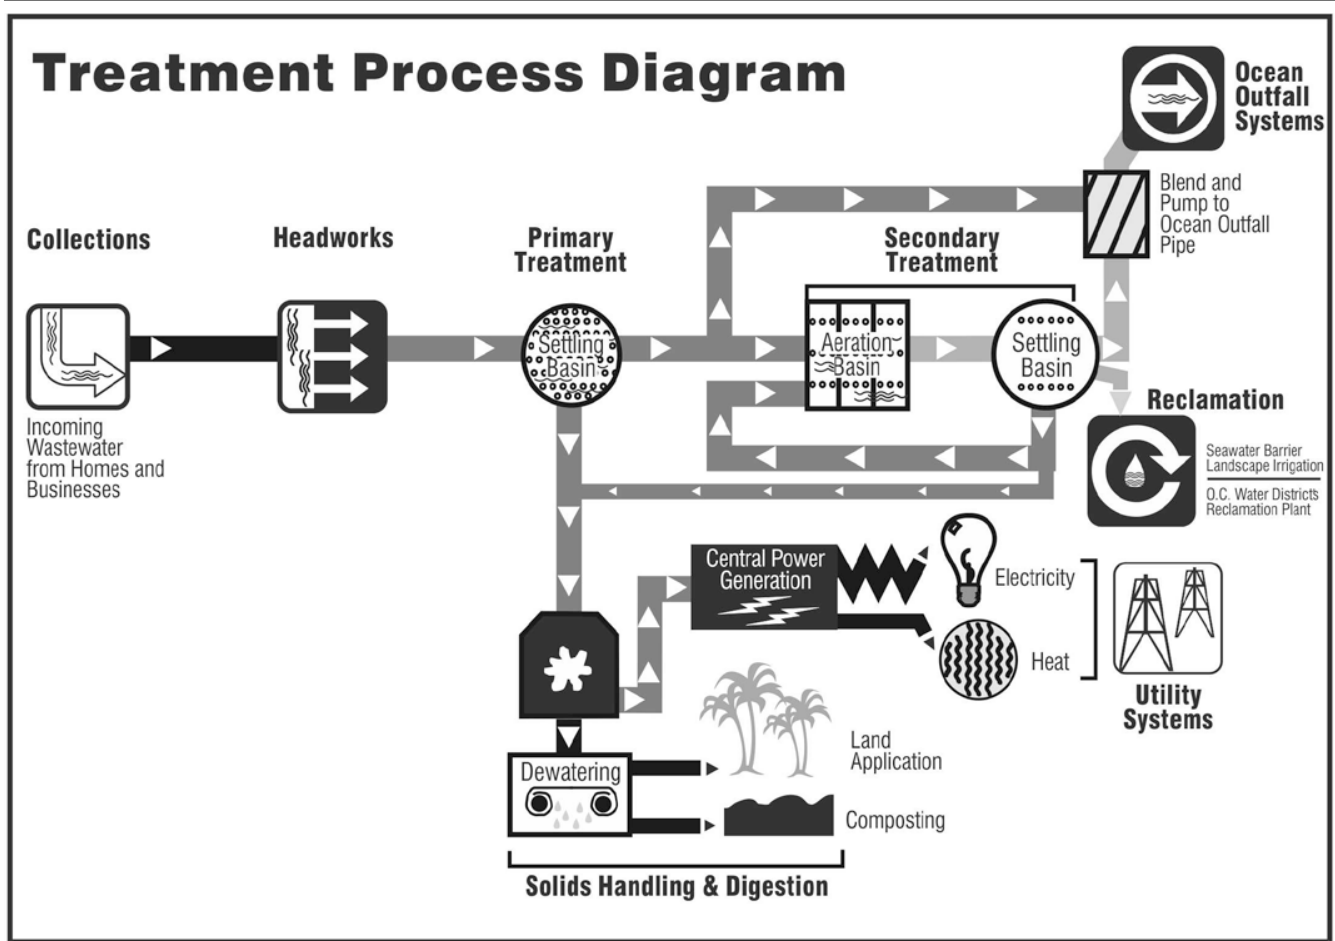 Treatment Process Diagram
Ocean
Outfall
Systems
Blend and
Pump to
Ocean Outfall
Pipe
Collections
Headworks
Primary
Treatment
Secondary
Treatment
Settling
Basin
Aeration
Basin
Settling
Basin
Incoming
Wastewater
from Homes and
Businesses
Reclamation
Seawater Barrier
Landscape Irrigation
O.C. Water Districts
Reclamation Plant
Central Power
Generation
Electricity
Heat
Utility
Systems
Land
Application
Dewatering
Composting
Solids Handling & Digestion